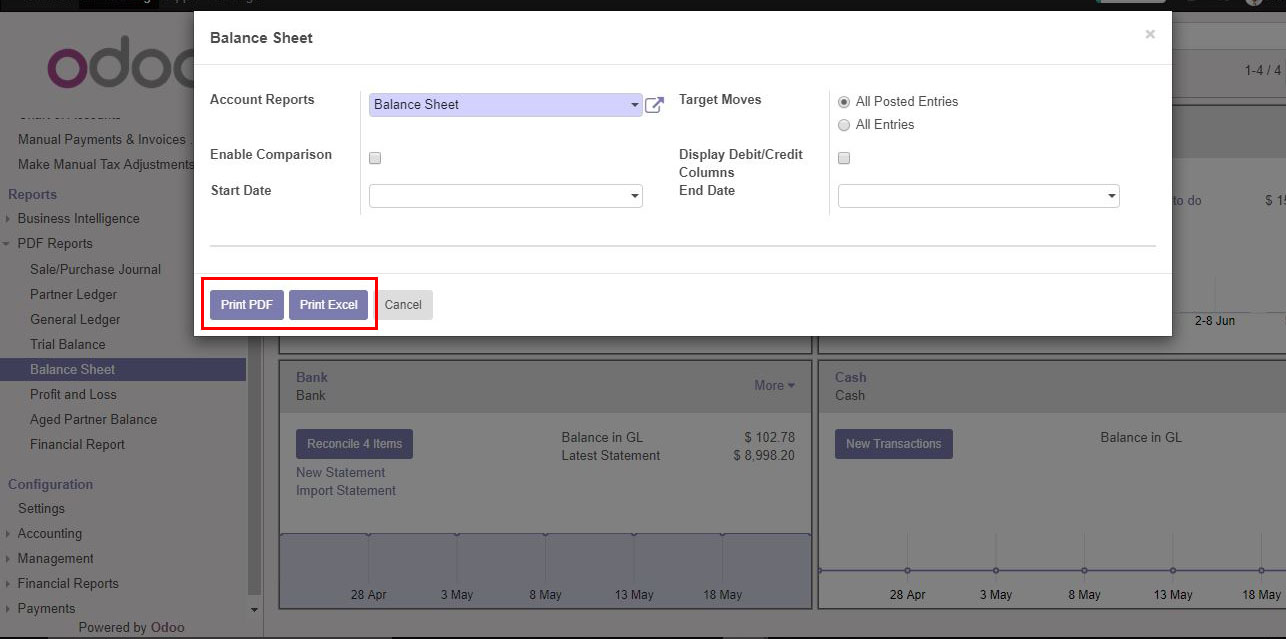 Balance Sheet
×
odoo
1-4 / 4
Account Reports
Balance Sheet
Target Moves
All Posted Entries
All Entries
Enable Comparison
Display Debit/Credit
Columns
Start Date
End Date
Print PDF
Print Excel
Cancel
Manual Payments & Invoices
Make Manual Tax Adjustments
Reports
Business Intelligence
PDF Reports
Sale/Purchase Journal
Partner Ledger
General Ledger
Trial Balance
Balance Sheet
Profit and Loss
Aged Partner Balance
Financial Report
Configuration
Settings
Accounting
Management
Financial Reports
Payments
Powered by Odoo
to do
2-8 Jun
Bank
Bank
More
Reconcile 4 Items
New Statement
Import Statement
Balance in GL
$ 102.78
Latest Statement
$ 8,998.20
28 Apr
3 May
8 May
13 May
18 May
Cash
Cash
New Transactions
Balance in GL
28 Apr
3 May
8 May
13 May
18 May